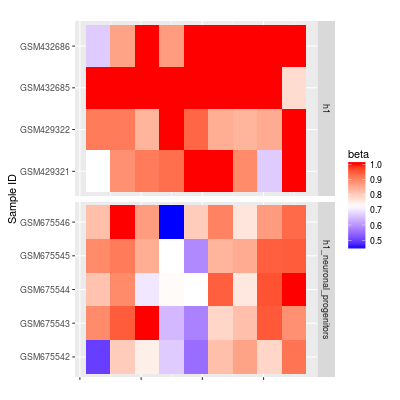 GSM432686
GSM432685
GSM429322
GSM429321
h1
GSM675546
GSM675545
GSM675544
GSM675543
GSM675542
h1_neuronal_progenitors
Sample ID
beta
1.0
0.9
0.8
0.7
0.6
0.5